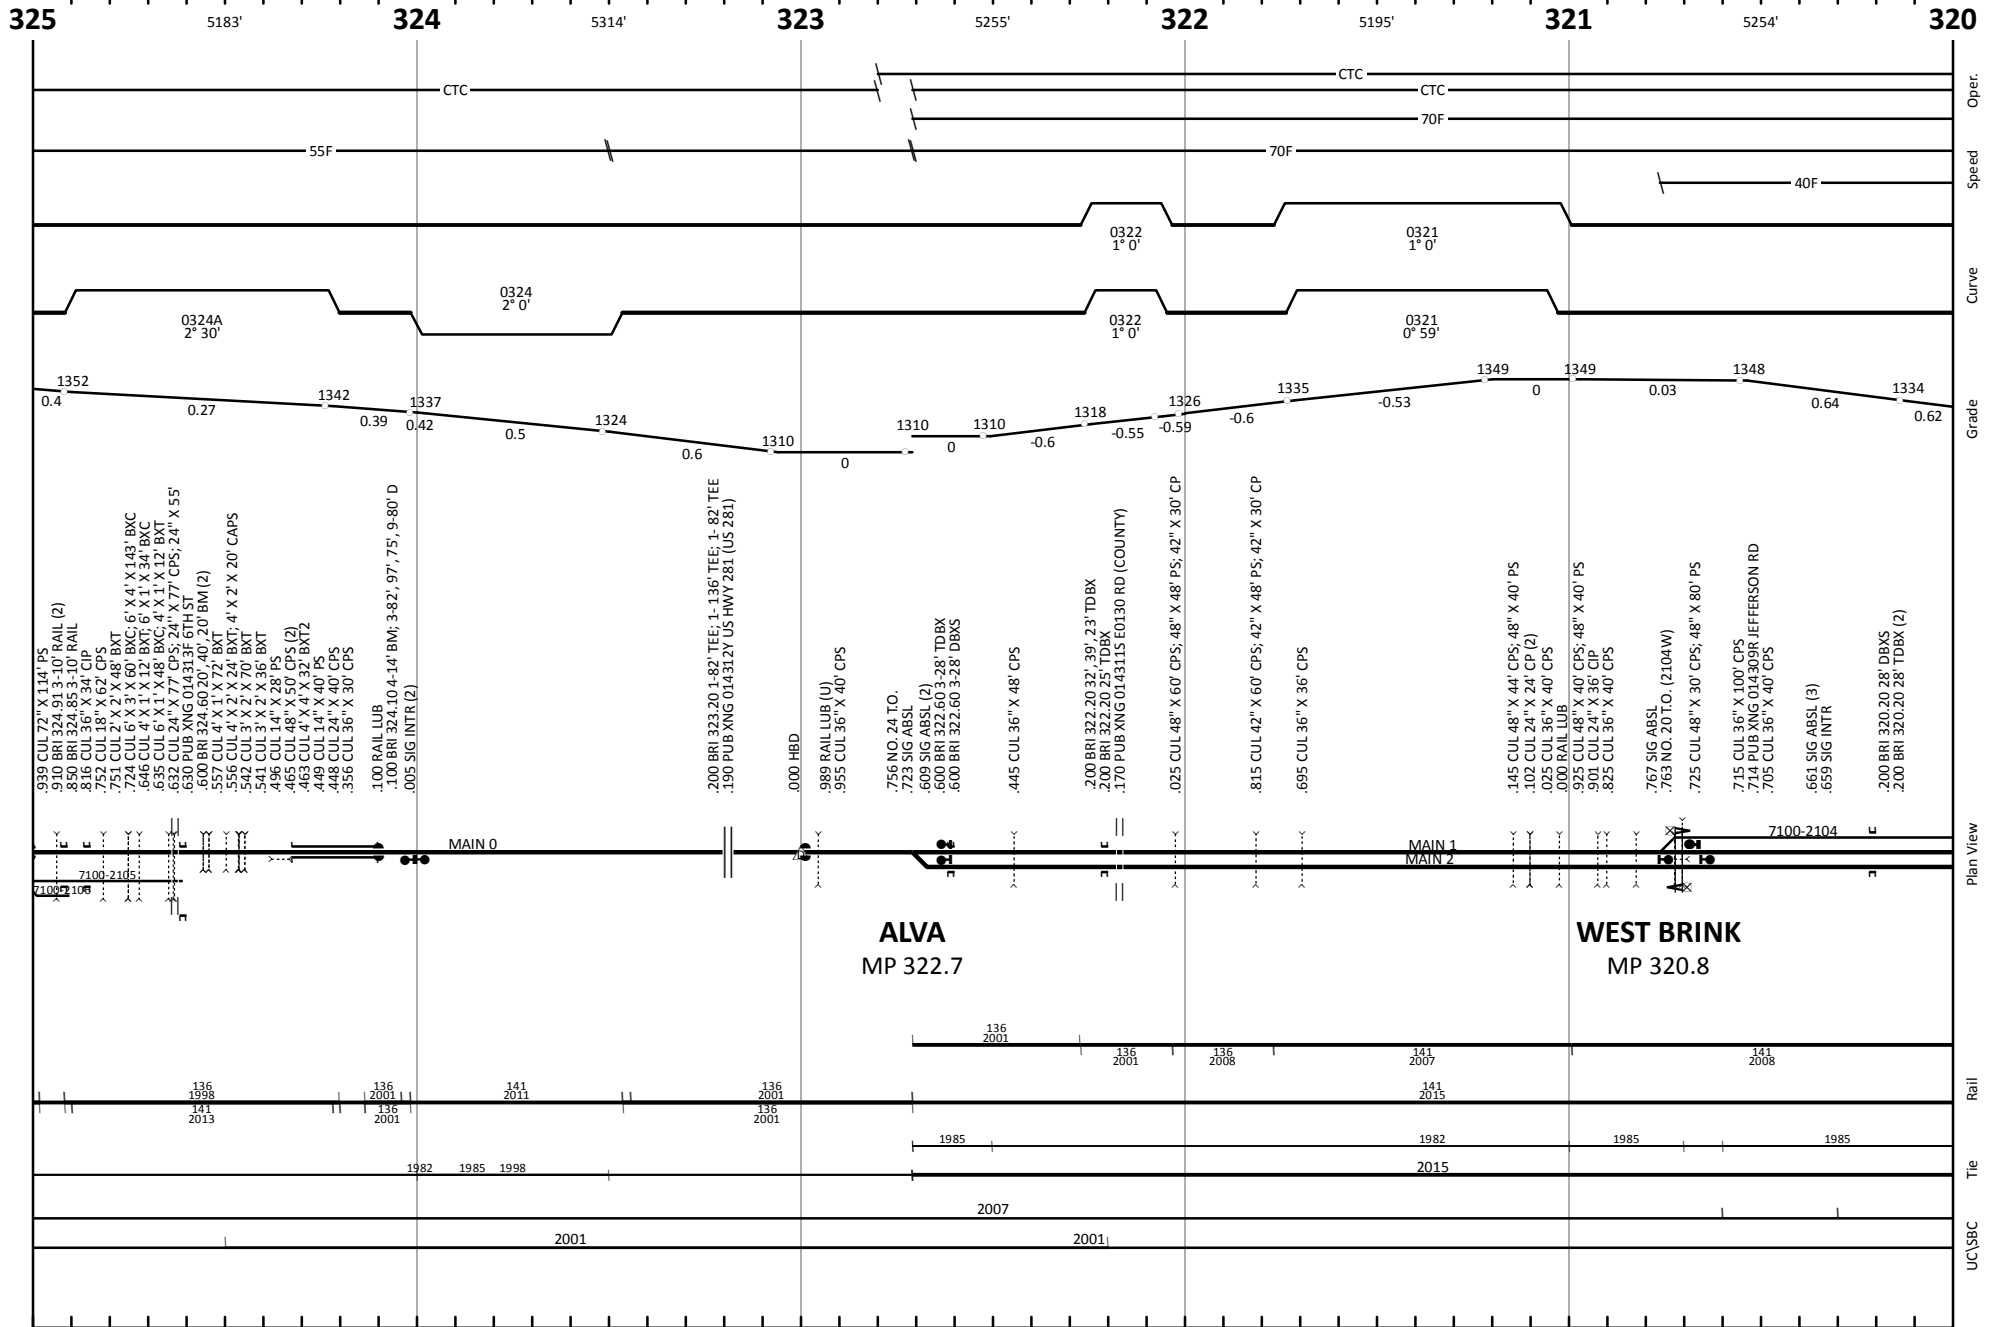 325 5183' 324 5314' 323 5255' 322 5195' 321 5254' 320
CTC
CTC CTC
70F
55F 70F
40F
Oper.
Speed
0322 0321
1° 0' 1° 0'
0324
2° 0'
0324A 0322 0321
2° 30' 1° 0' 0° 59'
Curve
1352 1342 1337 1324 1310 1310 1310 1318 1326 1335 1349 1349 1348 1334
0.4 0.27 0.39 0.42 0.5 0.6 0 0 -0.6 -0.55 -0.59 -0.6 -0.53 0 0.03 0.64 0.62
Grade
.939 CUL 72" X 114' PS
.910 BRI 324.91 3-10' RAIL (2)
.850 BRI 324.85 3-10' RAIL
.816 CUL 36" X 34' CIP
.752 CUL 18" X 62' CPS
.751 CUL 2' X 2' X 48' BXT
.724 CUL 6' X 3' X 60' BXC; 6' X 4' X 143' BXC
.646 CUL 4' X 1' X 12' BXT; 6' X 1' X 34' BXC
.635 CUL 6' X 1' X 48' BXC; 4' X 1' X 12' BXT
.632 CUL 24" X 77' CPS; 24" X 77' CPS; 24" X 55'
.630 PUB XNG 014313F 6TH ST
.600 BRI 324.60 20', 40', 20' BM (2)
.557 CUL 4' X 1' X 72' BXT
.556 CUL 4' X 2' X 24' BXT; 4' X 2' X 20' CAPS
.542 CUL 3' X 2' X 70' BXT
.541 CUL 3' X 2' X 36' BXT
.496 CUL 14" X 28' PS
.465 CUL 48" X 50' CPS (2)
.463 CUL 4' X 4' X 32' BXT2
.449 CUL 14" X 40' PS
.448 CUL 24" X 40' CPS
.356 CUL 36" X 30' CPS
.100 RAIL LUB
.100 BRI 324.10 4-14' BM; 3-82', 97', 75', 9-80' D
.005 SIG INTR (2)
.200 BRI 323.20 1-82' TEE; 1- 136' TEE; 1- 82' TEE
.190 PUB XNG 014312Y US HWY 281 (US 281)
.000 HBD
.989 RAIL LUB (U)
.955 CUL 36" X 40' CPS
.756 NO. 24 T.O.
.723 SIG ABSL
.609 SIG ABSL (2)
.600 BRI 322.60 3-28' TDBX
.600 BRI 322.60 3-28' DBXS
.445 CUL 36" X 48' CPS
.200 BRI 322.20 32', 39', 23' TDBX
.200 BRI 322.20 25' TDBX
.170 PUB XNG 014311S E0130 RD (COUNTY)
.025 CUL 48" X 60' CPS; 48" X 48' PS; 42" X 30' CP
.815 CUL 42" X 60' CPS; 42" X 48' PS; 42" X 30' CP
.695 CUL 36" X 36' CPS
.145 CUL 48" X 44' CPS; 48" X 40' PS
.102 CUL 24" X 24' CP (2)
.025 CUL 36" X 40' CPS
.000 RAIL LUB
.925 CUL 48" X 40' CPS; 48" X 40' PS
.901 CUL 24" X 36' CIP
.825 CUL 36" X 40' CPS
.767 SIG ABSL
.763 NO. 20 T.O. (2104W)
.725 CUL 48" X 30' CPS; 48" X 80' PS
.715 CUL 36" X 100' CPS
.714 PUB XNG 014309R JEFFERSON RD
.705 CUL 36" X 40' CPS
.661 SIG ABSL (3)
.659 SIG INTR
.200 BRI 320.20 28' DBXS
.200 BRI 320.20 28' TDBX (2)
7100-2104
MAIN 0 MAIN 1
MAIN 2
7100-2105
7100-2106
Plan View
ALVA WEST BRINK
MP 322.7 MP 320.8
136
2001
136 136 141 141
2001 2008 2007 2008
136 136 141 136 141
1998 2001 2011 2001 2015
141 136 136
2013 2001 2001
Rail
1985 1982 1985 1985
1982 1985 1998 2015
Tie
2007
2001 2001
UC\SBC